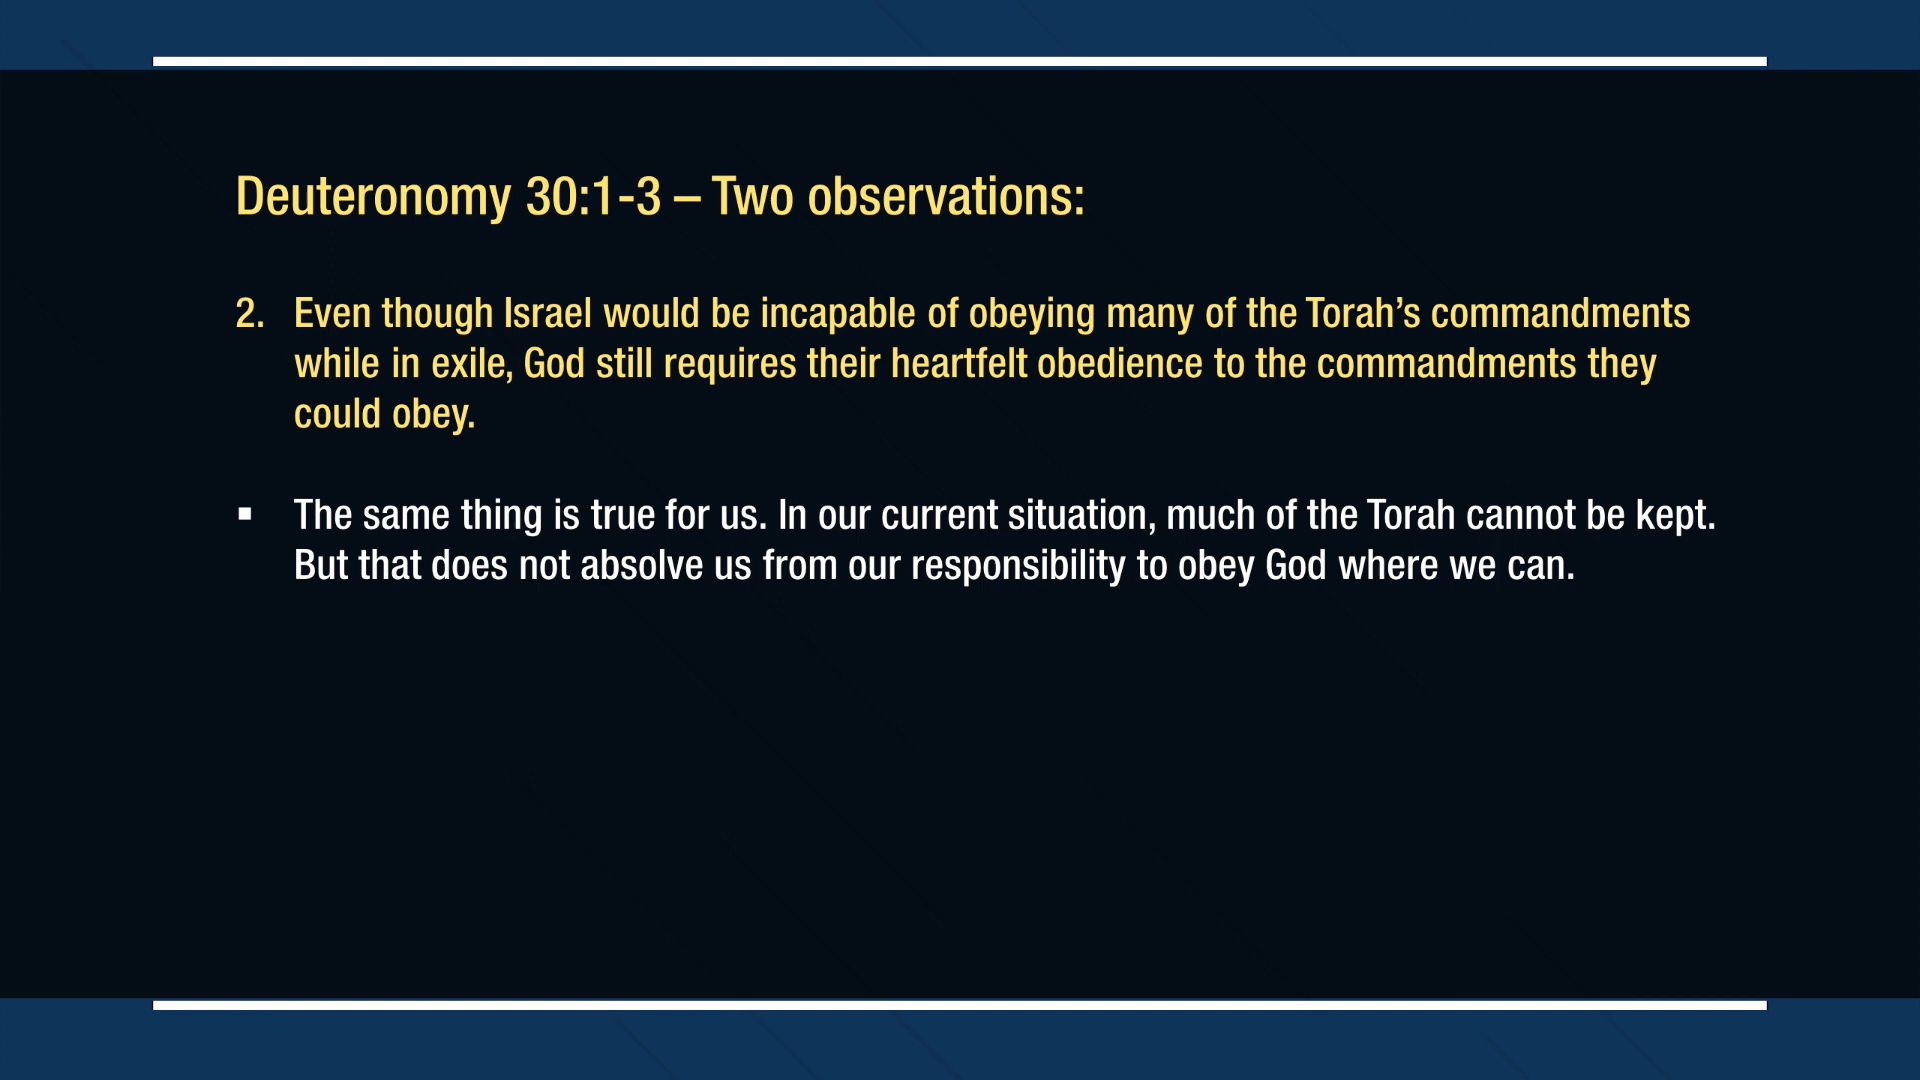 Deuteronomy 30:1-3 – Two observations:
2. Even though Israel would be incapable of obeying many of the Torah’s commandments
while in exile, God still requires their heartfelt obedience to the commandments they
could obey.
▪ The same thing is true for us. In our current situation, much of the Torah cannot be kept.
But that does not absolve us from our responsibility to obey God where we can.